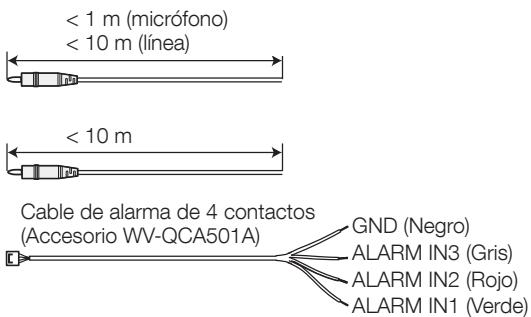 < 1 m (micrófono)
< 10 m (línea)
< 10 m
Cable de alarma de 4 contactos
(Accesorio WV-QCA501A)
GND (Negro)
ALARM IN3 (Gris)
ALARM IN2 (Rojo)
ALARM IN1 (Verde)